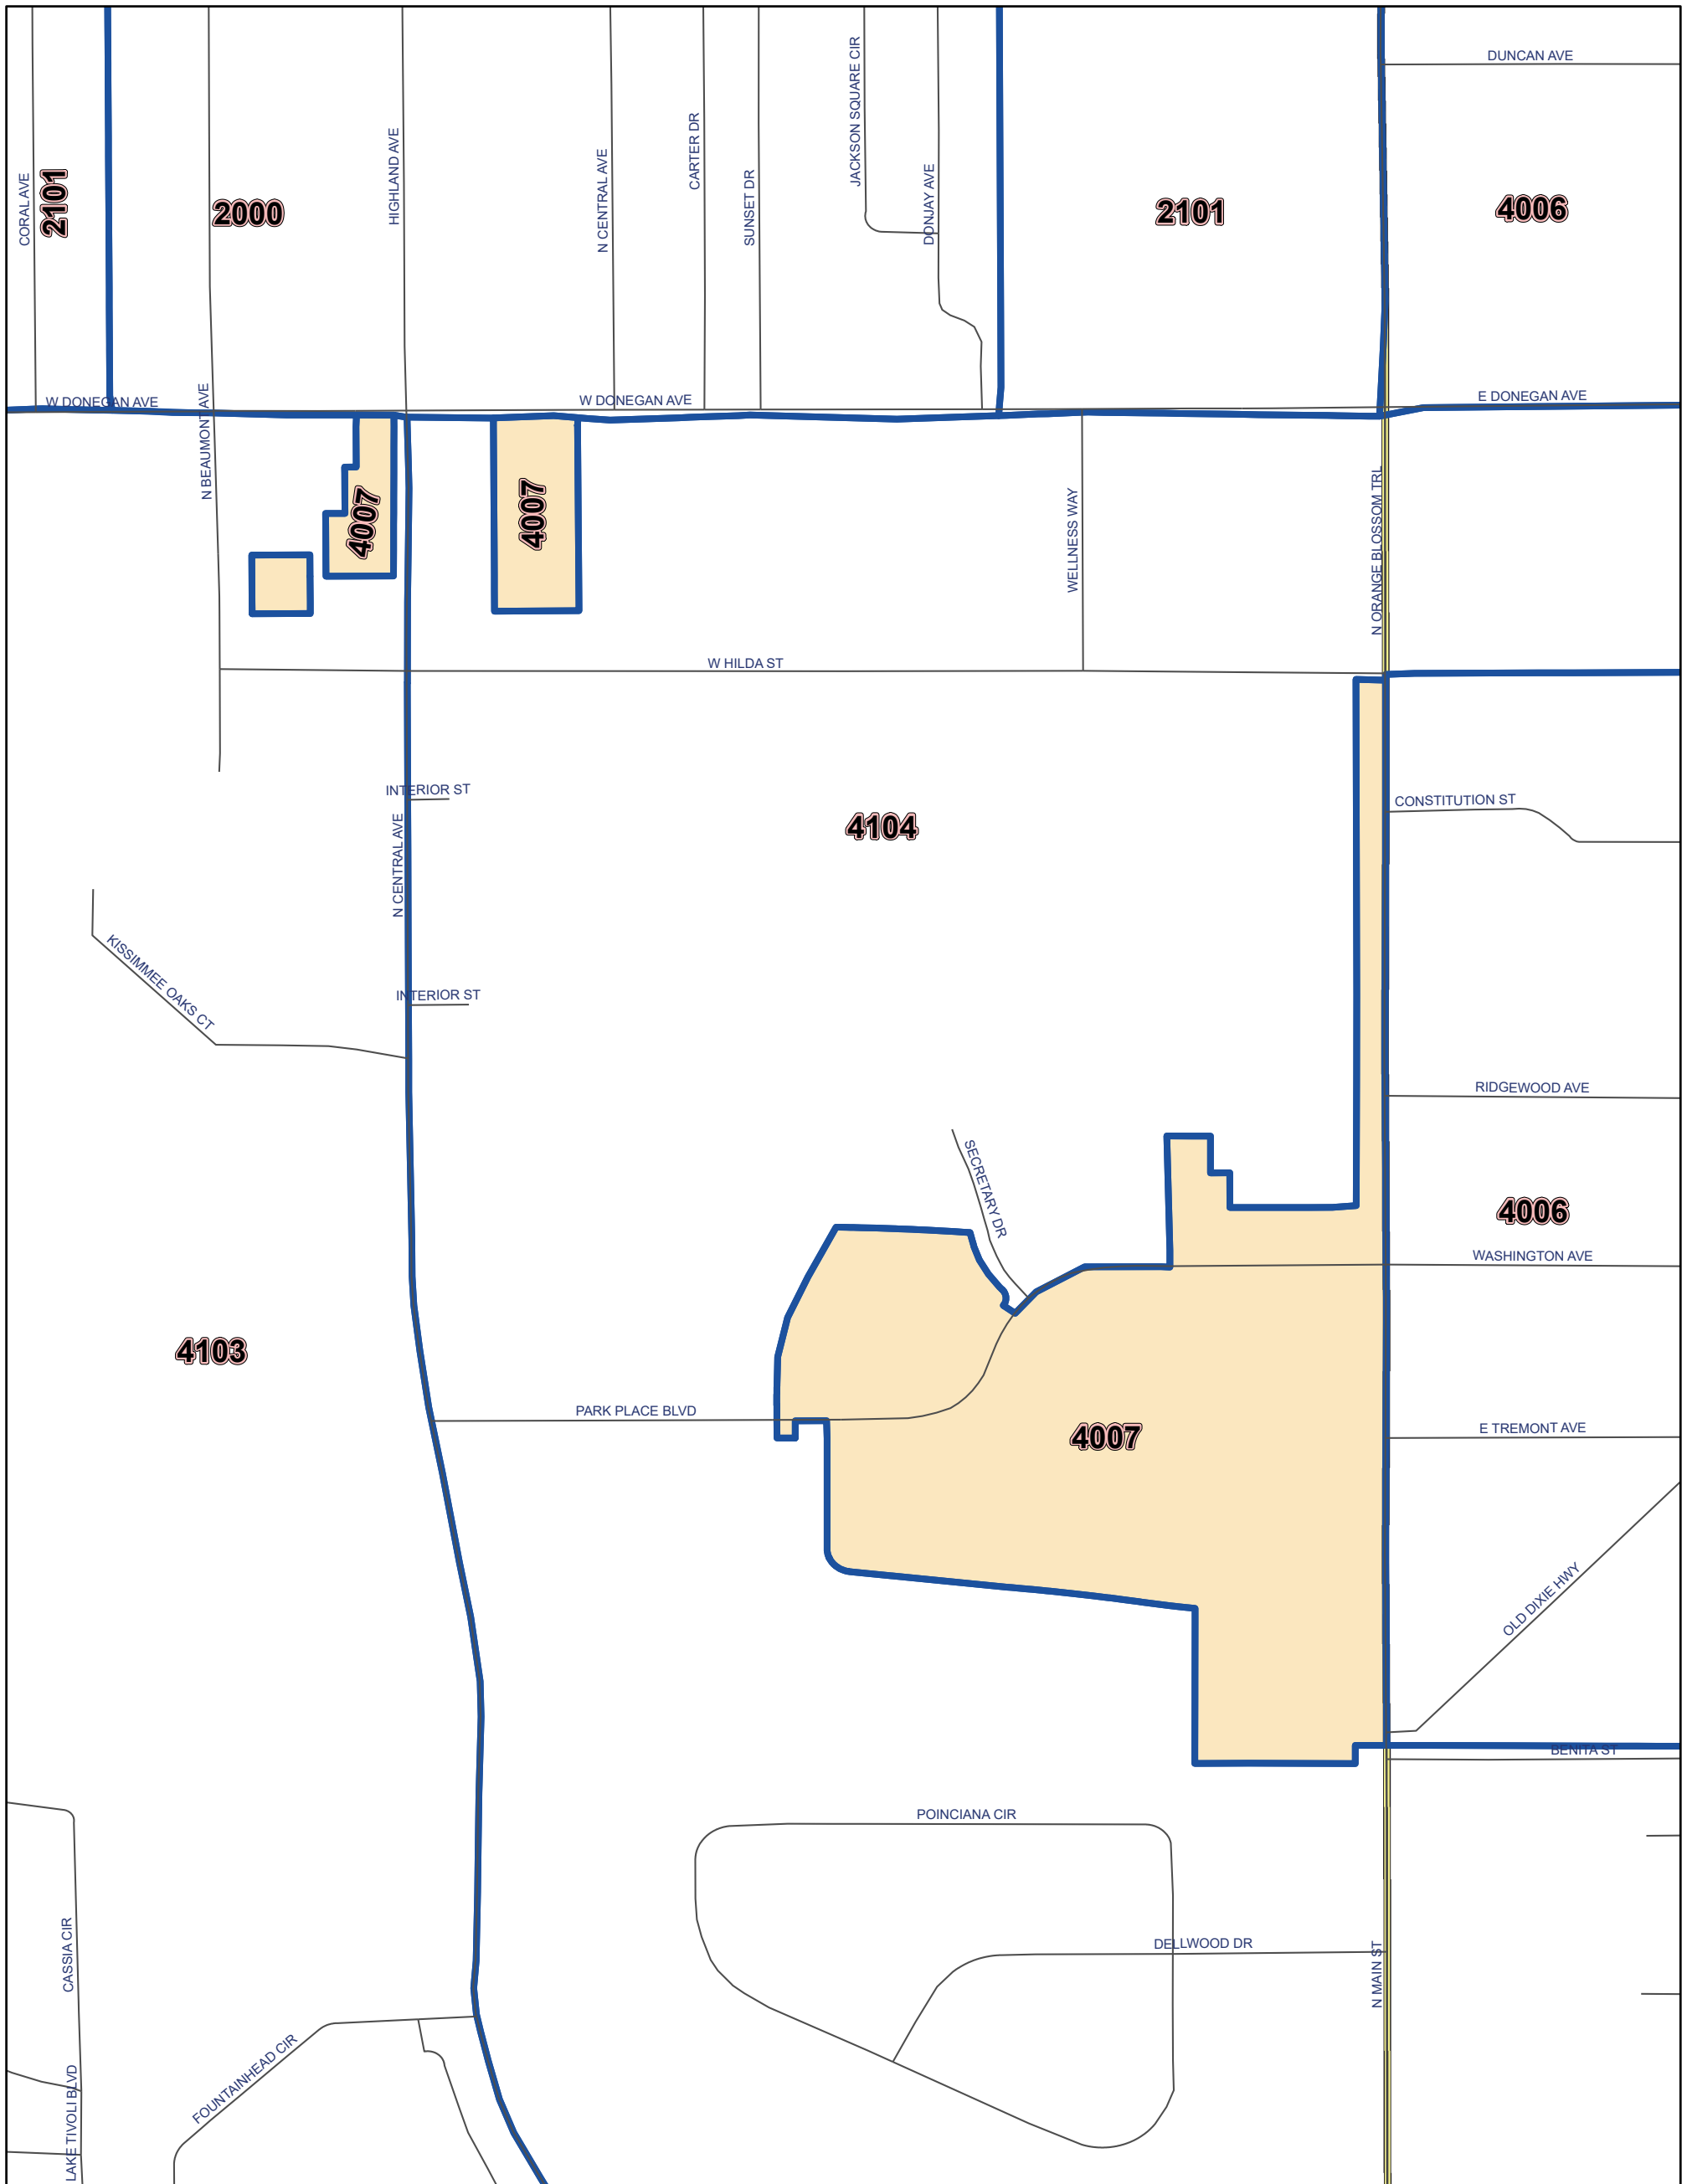 DUNCAN AVE
CORAL AVE
2101
2000
HIGHLAND AVE
N CENTRAL AVE
CARTER DR
SUNSET DR
JACKSON SQUARE CIR
DONJAY AVE
2101
4006
W DONEGAN AVE
N BEAUMONT AVE
W DONEGAN AVE
E DONEGAN AVE
4007
4007
WELLNESS WAY
N ORANGE BLOSSOM TRL
W HILDA ST
INTERIOR ST
CONSTITUTION ST
N CENTRAL AVE
4104
KISSIMMEE OAKS CT
INTERIOR ST
RIDGEWOOD AVE
SECRETARY DR
4006
WASHINGTON AVE
4103
PARK PLACE BLVD
4007
E TREMONT AVE
OLD DIXIE HWY
BENITA ST
POINCIANA CIR
CASSIA CIR
DELLWOOD DR
N MAIN ST
FOUNTAINHEAD CIR
LAKE TIVOLI BLVD